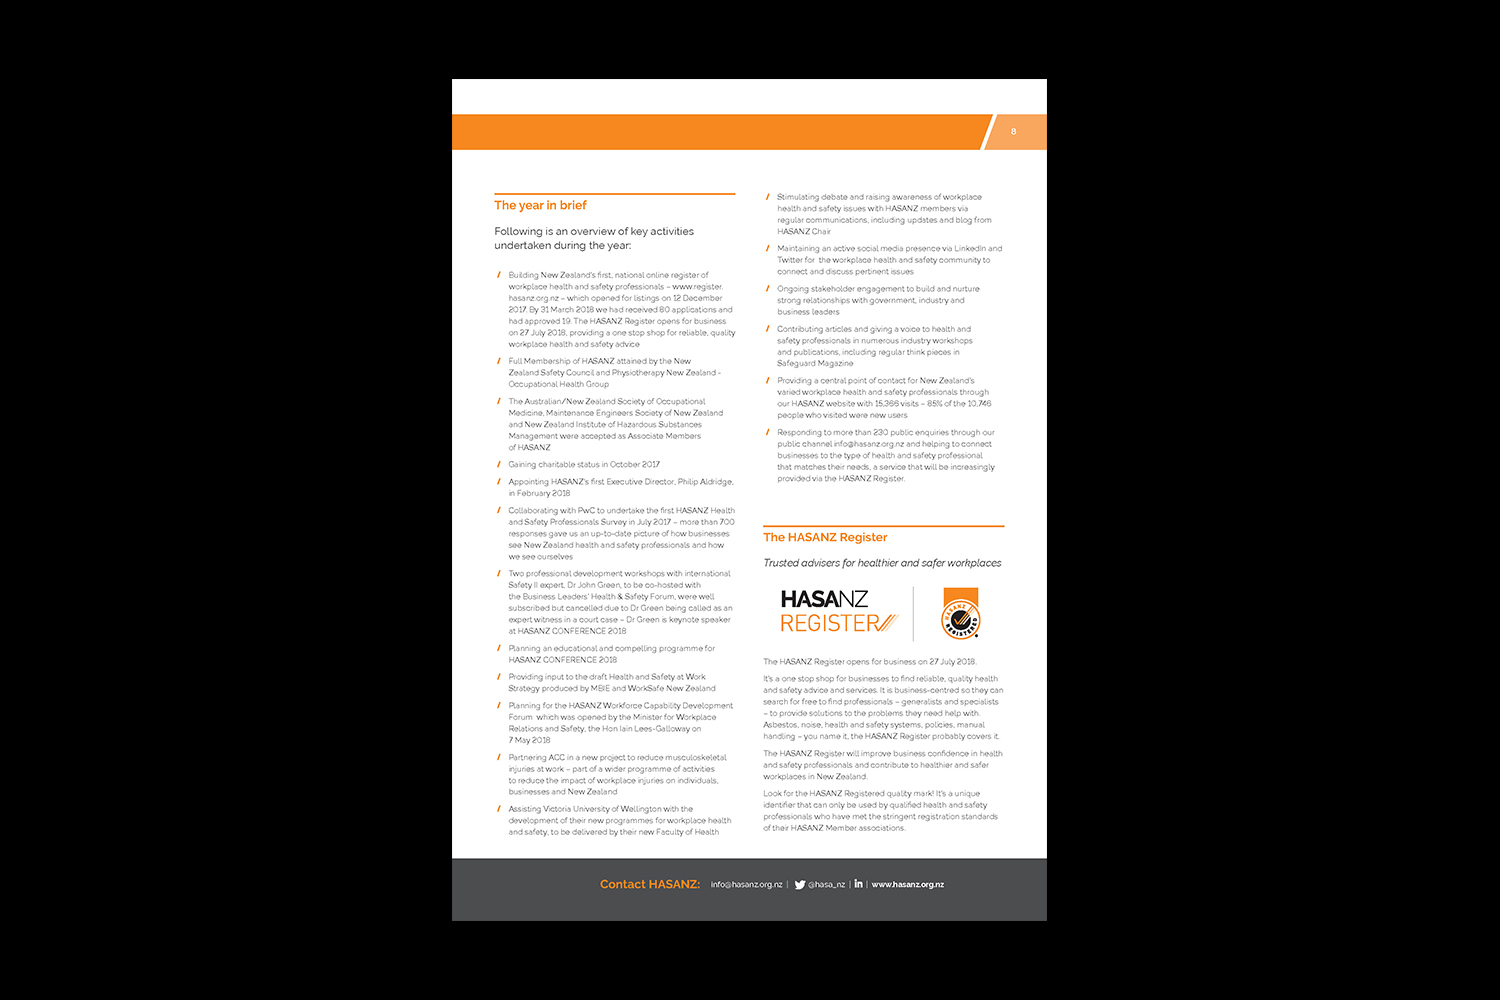 8
The year in brief
Following is an overview of key activities
undertaken during the year:
/ Building New Zealand's first, national online register of
workplace health and safety professionals – www.register.
hasanz.org.nz – which opened for listings on 12 December
2017. By 31 March 2018 we had received 80 applications and
had approved 19. The HASANZ Register opens for business
on 27 July 2018, providing a one stop shop for reliable, quality
workplace health and safety advice
/ Full Membership of HASANZ attained by the New
Zealand Safety Council and Physiotherapy New Zealand -
Occupational Health Group
/ The Australian/New Zealand Society of Occupational
Medicine, Maintenance Engineers Society of New Zealand
and New Zealand Institute of Hazardous Substances
Management were accepted as Associate Members
of HASANZ
/ Gaining charitable status in October 2017
/ Appointing HASANZ's first Executive Director, Philip Aldridge,
in February 2018
/ Collaborating with PwC to undertake the first HASANZ Health
and Safety Professionals Survey in July 2017 – more than 700
responses gave us an up-to-date picture of how businesses
see New Zealand health and safety professionals and how
we see ourselves
/ Two professional development workshops with international
Safety II expert, Dr John Green, to be co-hosted with
the Business Leaders' Health & Safety Forum, were well
subscribed but cancelled due to Dr Green being called as an
expert witness in a court case – Dr Green is keynote speaker
at HASANZ CONFERENCE 2018
/ Planning an educational and compelling programme for
HASANZ CONFERENCE 2018
/ Providing input to the draft Health and Safety at Work
Strategy produced by MBIE and WorkSafe New Zealand
/ Planning for the HASANZ Workforce Capability Development
Forum which was opened by the Minister for Workplace
Relations and Safety, the Hon Iain Lees-Galloway on
7 May 2018
/ Partnering ACC in a new project to reduce musculoskeletal
injuries at work – part of a wider programme of activities
to reduce the impact of workplace injuries on individuals,
businesses and New Zealand
/ Assisting Victoria University of Wellington with the
development of their new programmes for workplace health
and safety, to be delivered by their new Faculty of Health
/ Stimulating debate and raising awareness of workplace
health and safety issues with HASANZ members via
regular communications, including updates and blog from
HASANZ Chair
/ Maintaining an active social media presence via LinkedIn and
Twitter for the workplace health and safety community to
connect and discuss pertinent issues
/ Ongoing stakeholder engagement to build and nurture
strong relationships with government, industry and
business leaders
/ Contributing articles and giving a voice to health and
safety professionals in numerous industry workshops
and publications, including regular think pieces in
Safeguard Magazine
/ Providing a central point of contact for New Zealand's
varied workplace health and safety professionals through
our HASANZ website with 15,366 visits – 85% of the 10,746
people who visited were new users
/ Responding to more than 230 public enquiries through our
public channel info@hasanz.org.nz and helping to connect
businesses to the type of health and safety professional
that matches their needs, a service that will be increasingly
provided via the HASANZ Register.
The HASANZ Register
Trusted advisers for healthier and safer workplaces
HASANZ
REGISTER
HASANZ
REGISTERED
The HASANZ Register opens for business on 27 July 2018.
It's a one stop shop for businesses to find reliable, quality health
and safety advice and services. It is business-centred so they can
search for free to find professionals – generalists and specialists
– to provide solutions to the problems they need help with.
Asbestos, noise, health and safety systems, policies, manual
handling – you name it, the HASANZ Register probably covers it.
The HASANZ Register will improve business confidence in health
and safety professionals and contribute to healthier and safer
workplaces in New Zealand.
Look for the HASANZ Registered quality mark! It's a unique
identifier that can only be used by qualified health and safety
professionals who have met the stringent registration standards
of their HASANZ Member associations.
Contact HASANZ: info@hasanz.org.nz | @hasa_nz | in | www.hasanz.org.nz